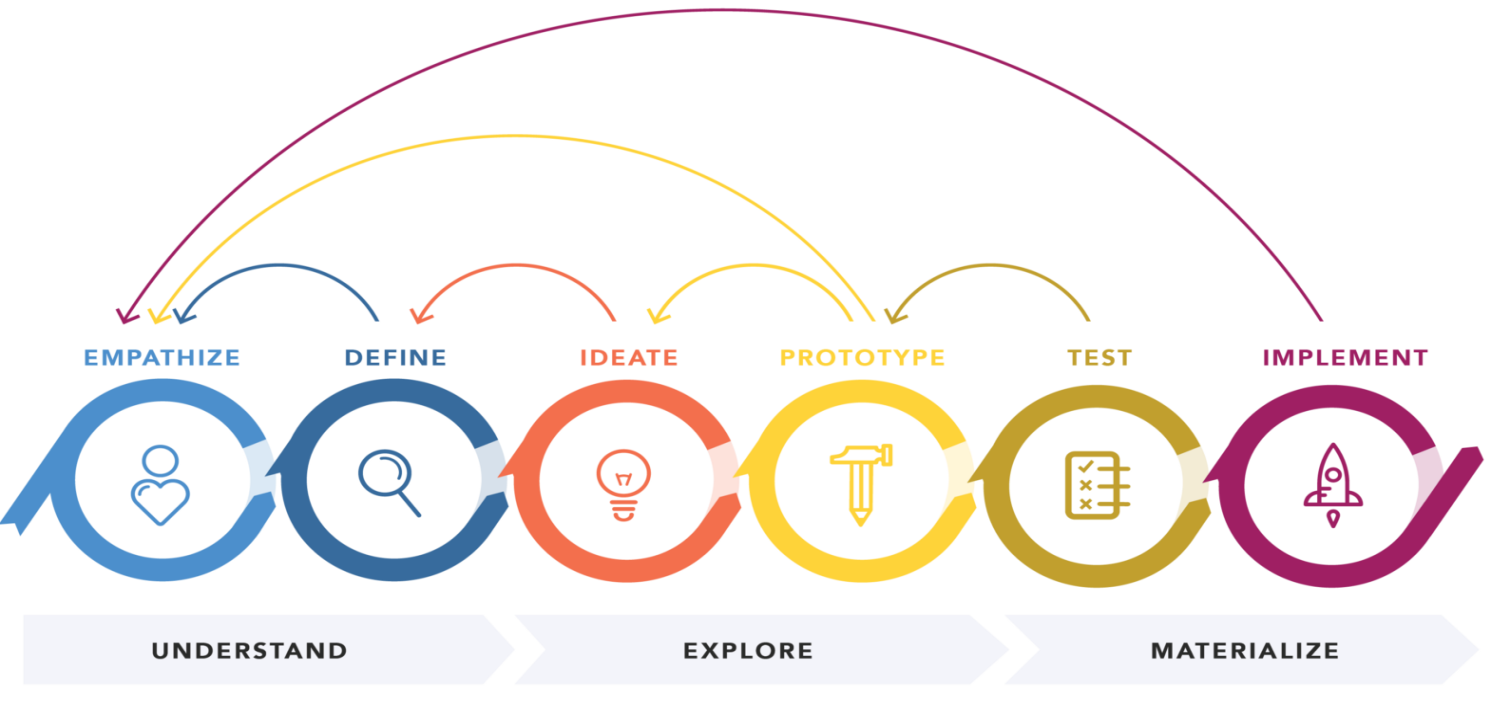 EMPATHIZE
DEFINE
IDEATE
PROTOTYPE
TEST
IMPLEMENT
UNDERSTAND
EXPLORE
MATERIALIZE